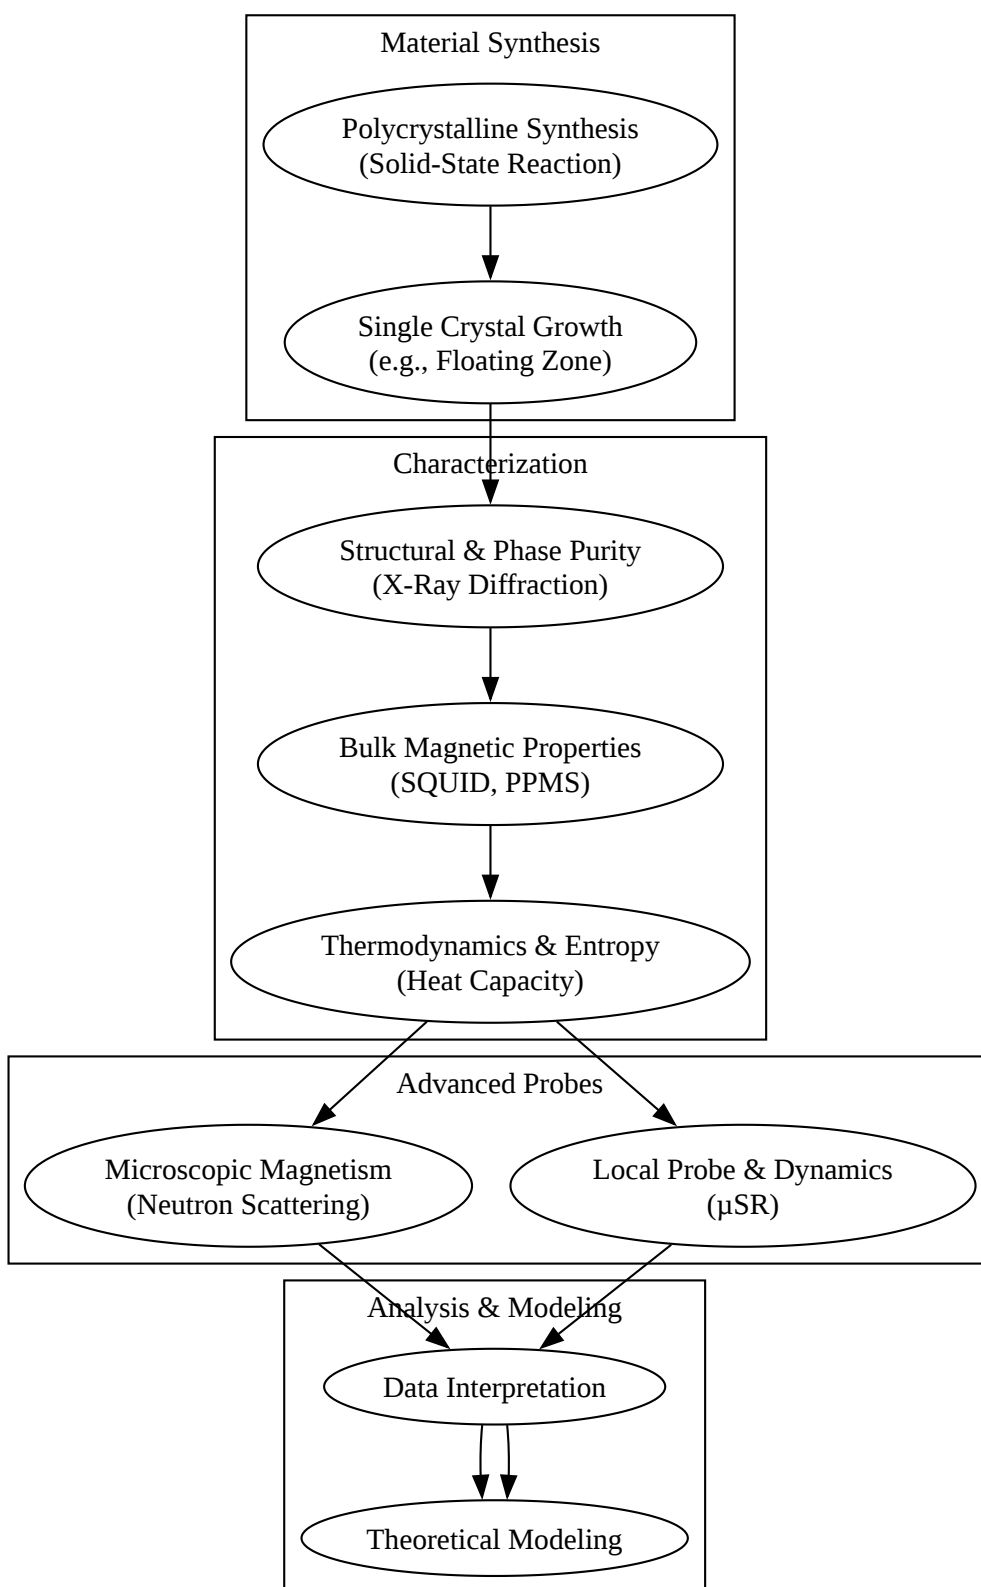 Material Synthesis
Polycrystalline Synthesis
(Solid-State Reaction)
Single Crystal Growth
(e.g., Floating Zone)
Characterization
Structural & Phase Purity
(X-Ray Diffraction)
Bulk Magnetic Properties
(SQUID, PPMS)
Thermodynamics & Entropy
(Heat Capacity)
Advanced Probes
Microscopic Magnetism
(Neutron Scattering)
Local Probe & Dynamics
(µSR)
Analysis & Modeling
Data Interpretation
Theoretical Modeling